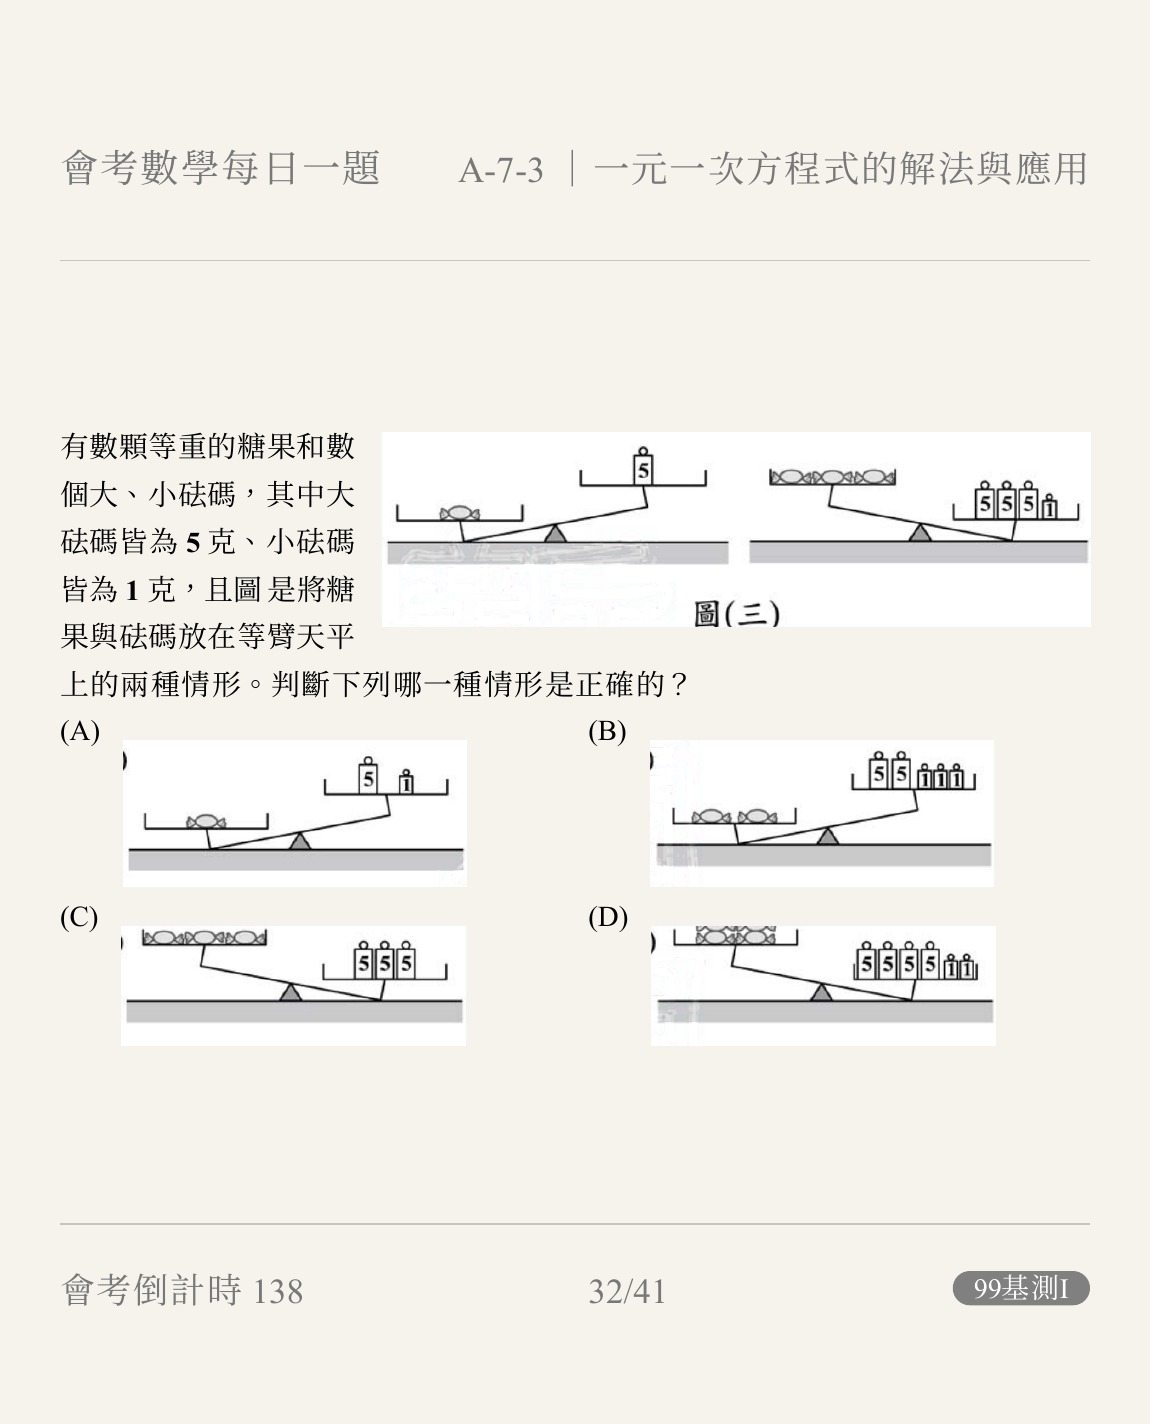 會考數學每日一題 A-7-3 | 一元一次方程式的解法與應用
有數顆等重的糖果和數
個大、小砝碼，其中大
砝碼皆為 5 克、小砝碼
皆為 1 克，且圖 是將糖
果與砝碼放在等臂天平
上的兩種情形。判斷下列哪一種情形是正確的？
5
5 5 5 1
圖(三)
(A)
5 1
(B)
5 5 1 1 1
(C)
5 5 5
(D)
5 5 5 5 1 1
會考倒計時 138 32/41 99基測I